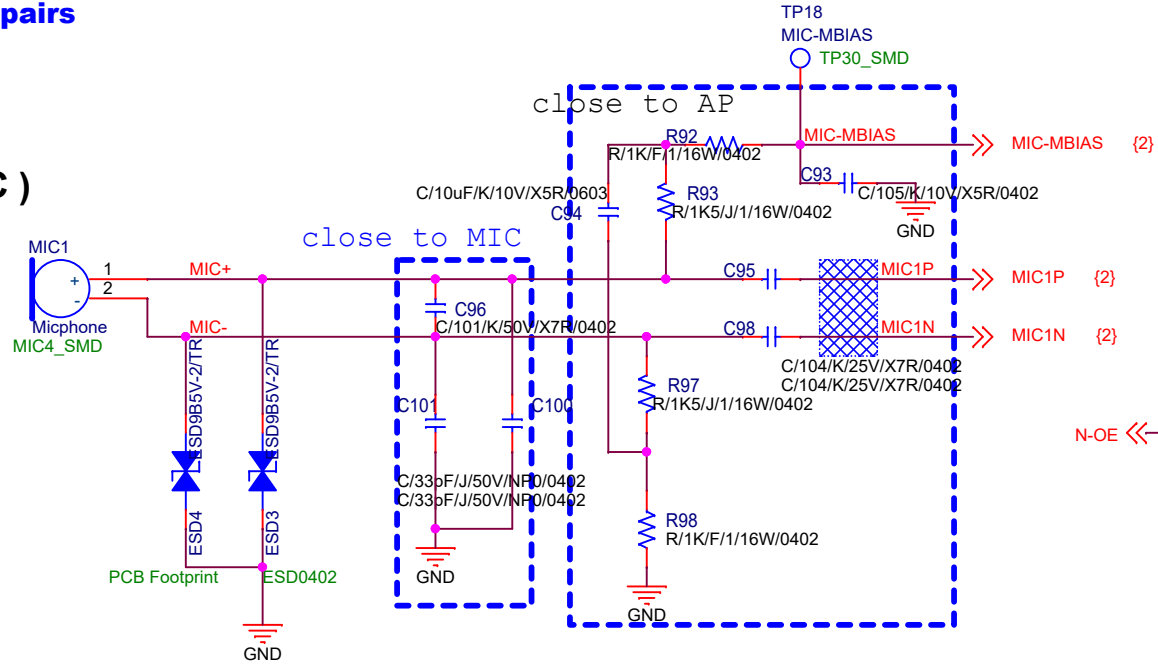 pairs
TP18
MIC-MBIAS
TP30_SMD
close to AP
R92
MIC-MBIAS
MIC-MBIAS {2}
R/1K/F/1/16W/0402
C93
C/105/K/10V/X5R/0402
C )
C/10uF/K/10V/X5R/0603
R93
C94
R/1K5/J/1/16W/0402
GND
MIC1
close to MIC
1
MIC+
C95
MIC1P
MIC1P {2}
+
2
-
C96
Micphone
MIC-
C/101/K/50V/X7R/0402
C98
MIC1N
MIC1N {2}
MIC4_SMD
C/104/K/25V/X7R/0402
C/104/K/25V/X7R/0402
ESD9B5V-2/TR
ESD9B5V-2/TR
R97
C101
C100
R/1K5/J/1/16W/0402
N-OE
C/33pF/J/50V/NP0/0402
C/33pF/J/50V/NP0/0402
ESD4
ESD3
R98
R/1K/F/1/16W/0402
PCB Footprint
ESD0402
GND
GND
GND